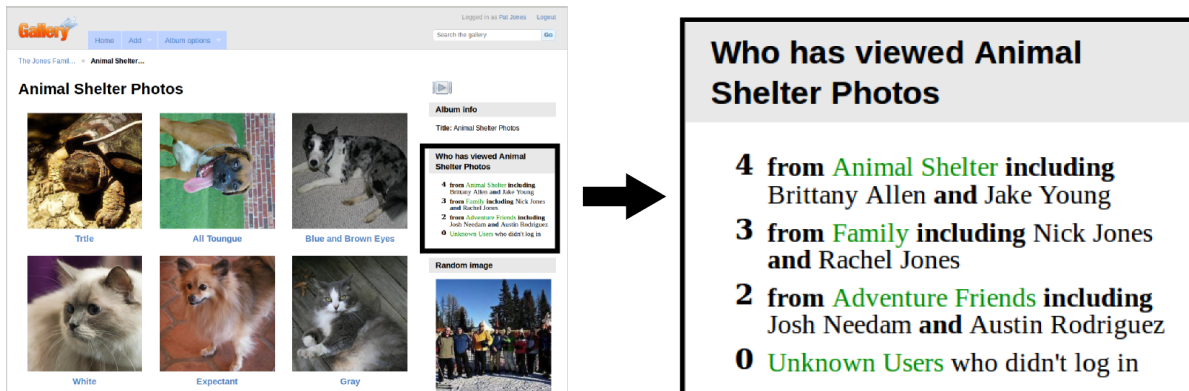 Logged in as Pat Jones Logout
Gallery
Home Add Album options
Search the gallery Go
The Jones Famil... » Animal Shelter...
Animal Shelter Photos
Trtle
All Toungue
Blue and Brown Eyes
White
Expectant
Gray
Album info
Title: Animal Shelter Photos
Who has viewed Animal
Shelter Photos
4 from Animal Shelter including
Brittany Allen and Jake Young
3 from Family including Nick Jones
and Rachel Jones
2 from Adventure Friends including
Josh Needam and Austin Rodriguez
0 Unknown Users who didn't log in
Random image
Who has viewed Animal
Shelter Photos
4 from Animal Shelter including
Brittany Allen and Jake Young
3 from Family including Nick Jones
and Rachel Jones
2 from Adventure Friends including
Josh Needam and Austin Rodriguez
0 Unknown Users who didn't log in